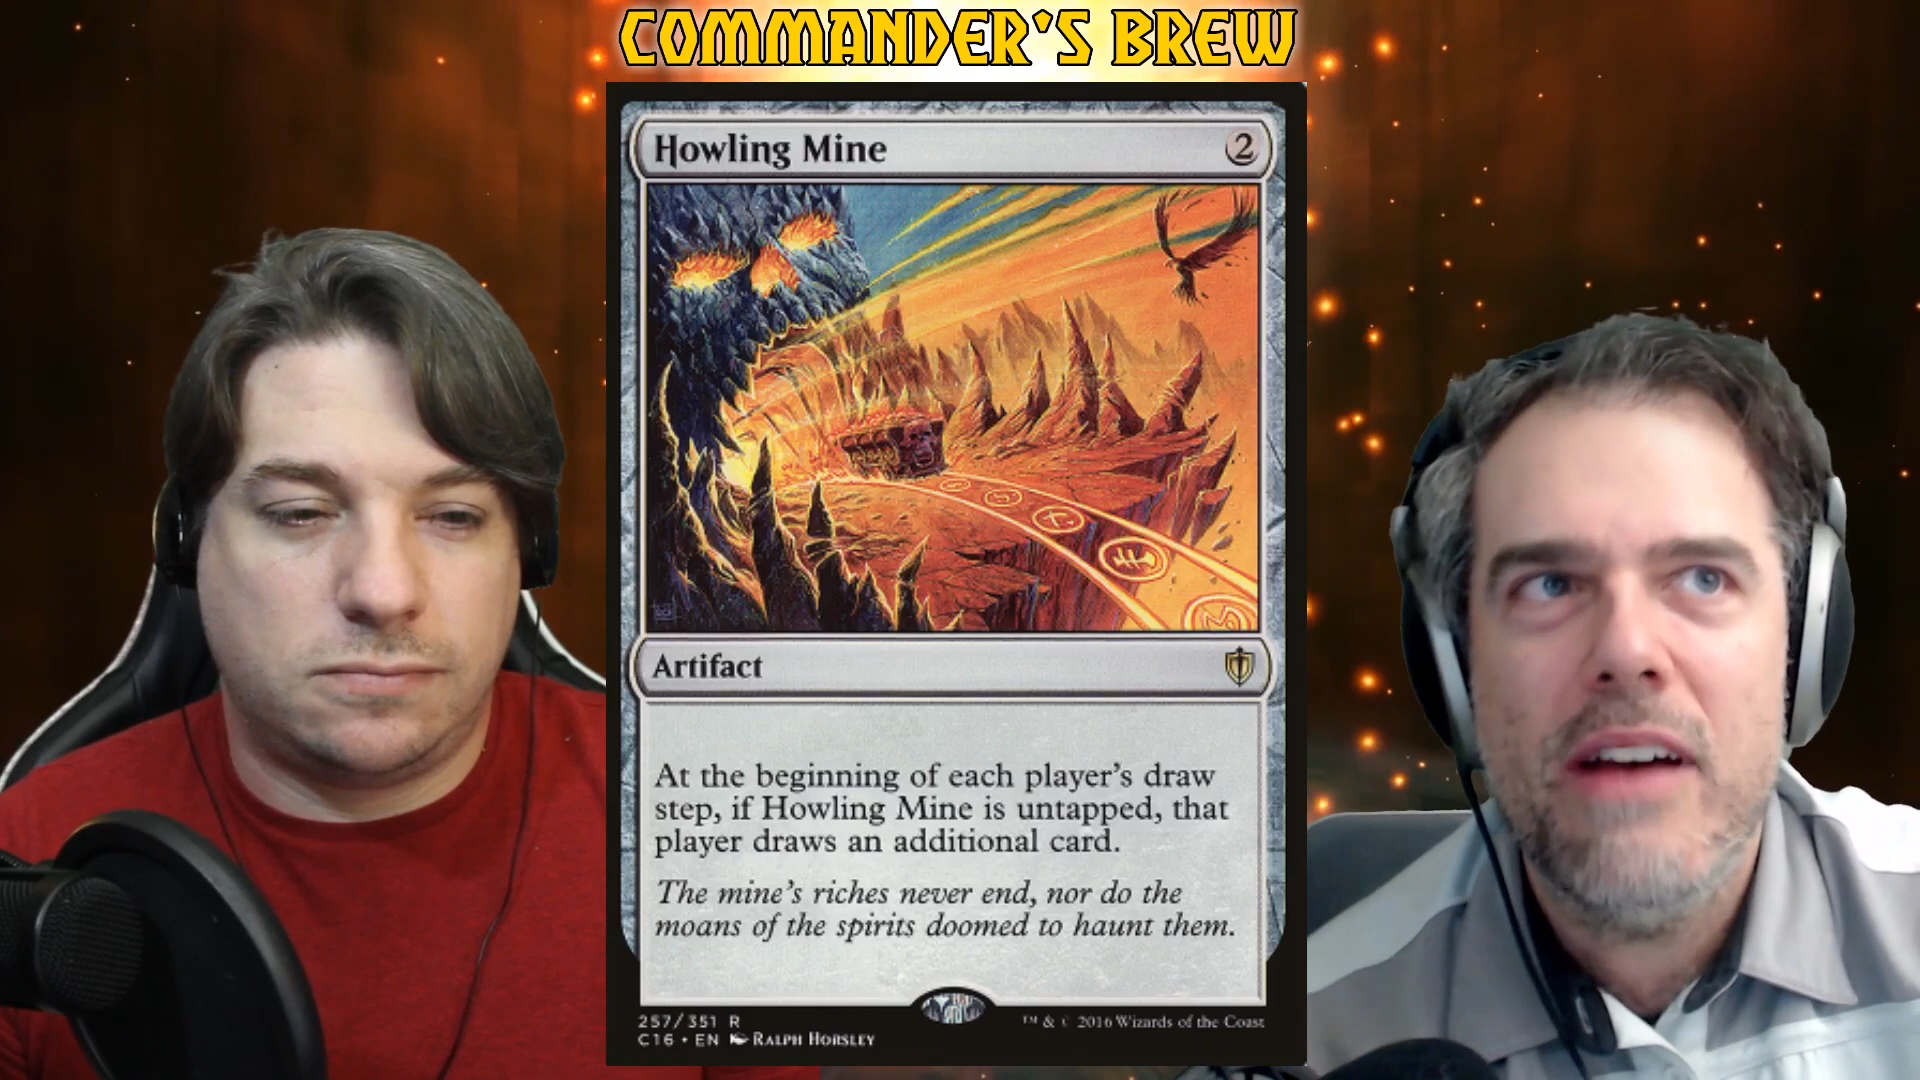 COMMANDER'S BREW
Howling Mine 2
Artifact
At the beginning of each player's draw
step, if Howling Mine is untapped, that
player draws an additional card.
The mine's riches never end, nor do the
moans of the spirits doomed to haunt them.
257/351 R
™ & © 2016 Wizards of the Coast
C16 • EN RALPH HORSLEY